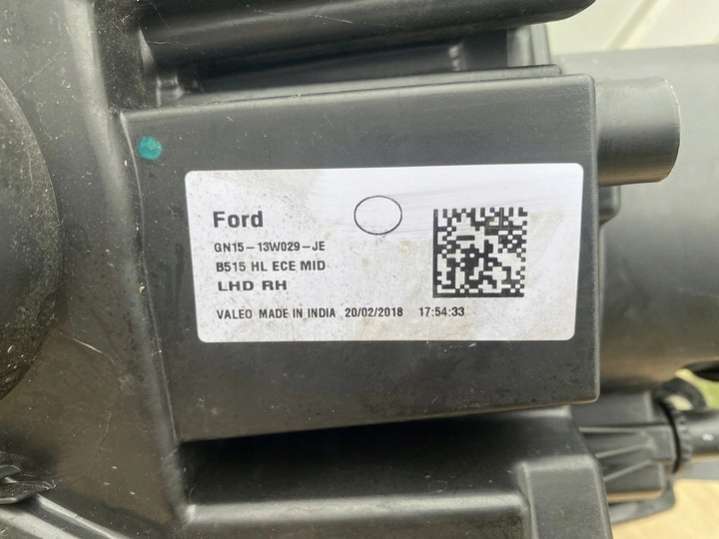 Ford
GN15-13W029-JE
B515 HL ECE MID
LHD RH
VALEO MADE IN INDIA 20/02/2018 17:54:33